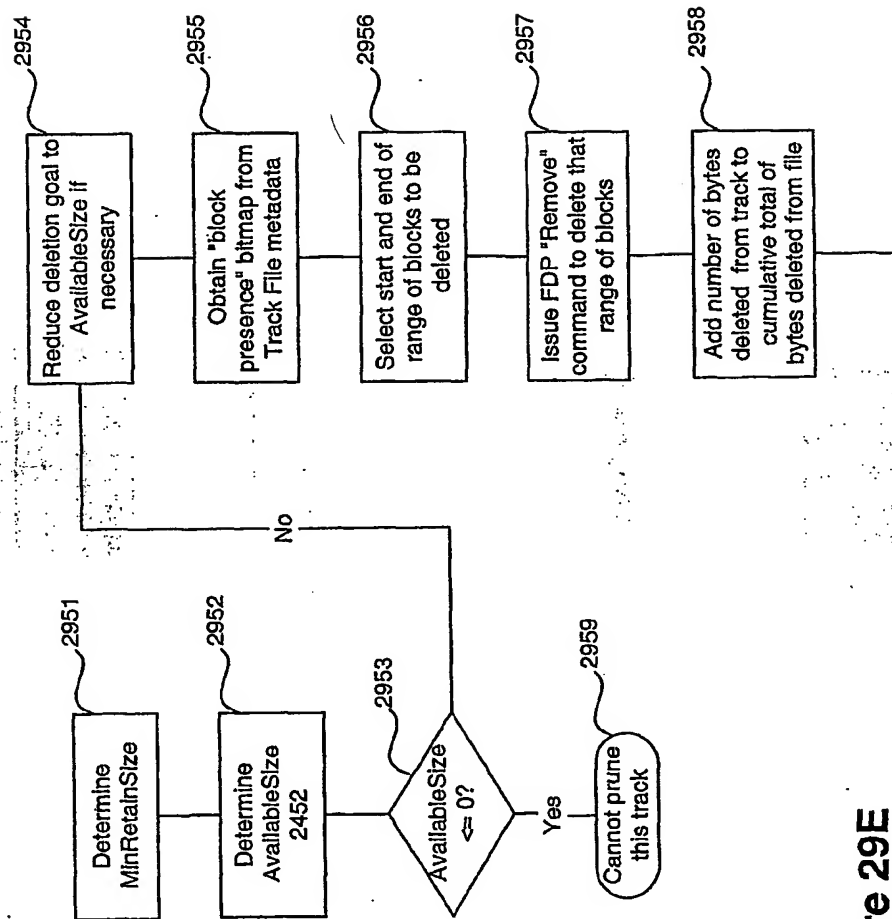 2951
Determine
MinRetainSize
2952
Determine
AvailableSize
2452
2953
AvailableSize
<= 0?
Yes
2959
Cannot prune
this track
No
2954
Reduce deletion goal to
AvailableSize if
necessary
2955
Obtain "block
presence" bitmap from
Track File metadata
2956
Select start and end of
range of blocks to be
deleted
2957
Issue FDP "Remove"
command to delete that
range of blocks
2958
Add number of bytes
deleted from track to
cumulative total of
bytes deleted from file
re 29E